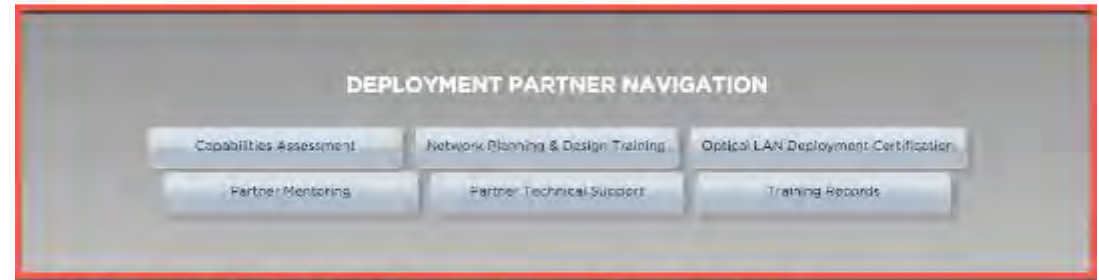 DEPLOYMENT PARTNER NAVIGATION
Capabilities Assessment Network Planning & Design Training Optical LAN Deployment Certification
Partner Mentoring Partner Technical Support Training Records